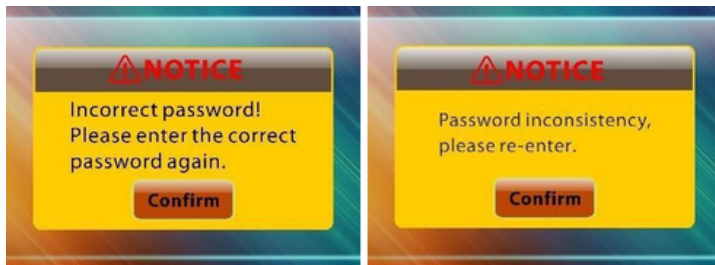 NOTICE
Incorrect password!
Please enter the correct
password again.
Confirm
NOTICE
Password inconsistency,
please re-enter.
Confirm